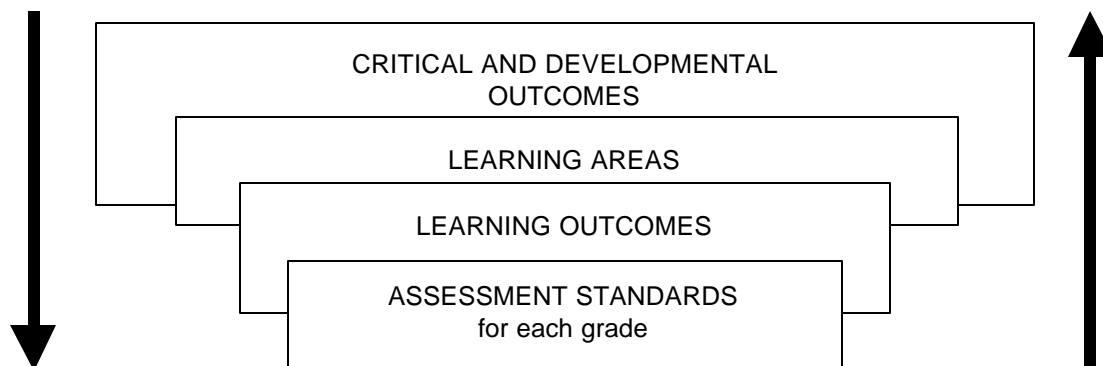 CRITICAL AND DEVELOPMENTAL
OUTCOMES
LEARNING AREAS
LEARNING OUTCOMES
ASSESSMENT STANDARDS
for each grade